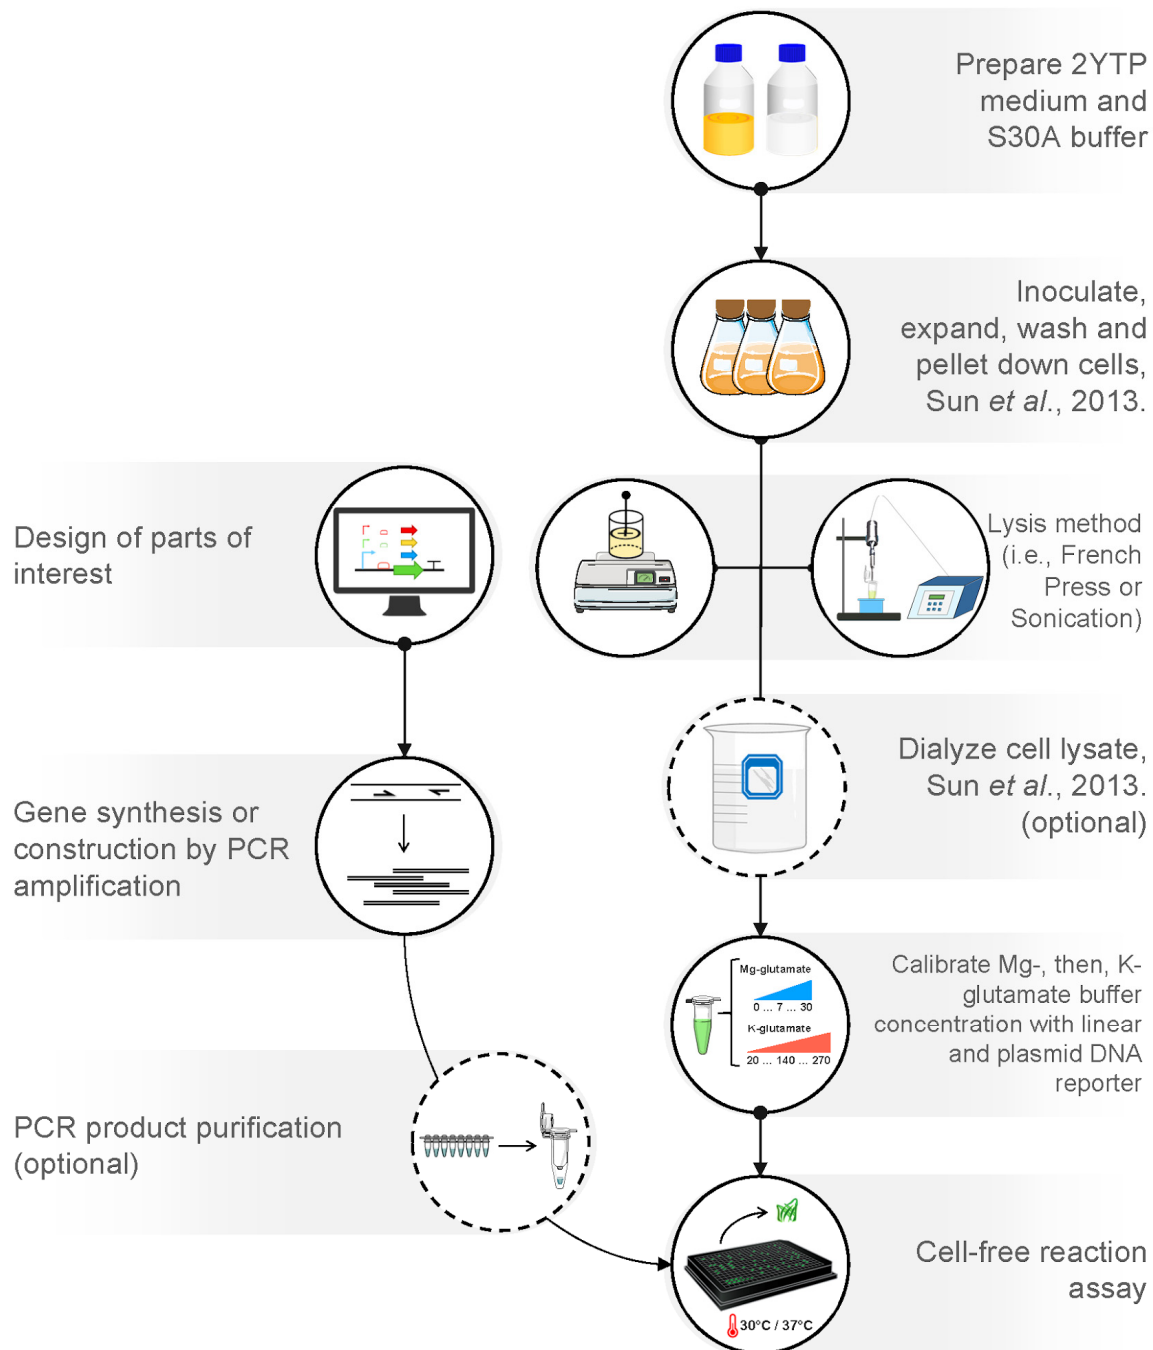 Prepare 2YTP
medium and
S30A buffer
Inoculate,
expand, wash and
pellet down cells,
Sun et al., 2013.
Design of parts of
interest
Lysis method
(i.e., French
Press or
Sonication)
Gene synthesis or
construction by PCR
amplification
Dialyze cell lysate,
Sun et al., 2013.
(optional)
Mg-glutamate
0 ... 7 ... 30
K-glutamate
20 ... 140 ... 270
Calibrate Mg-, then, K-
glutamate buffer
concentration with linear
and plasmid DNA
reporter
PCR product purification
(optional)
30°C / 37°C
Cell-free reaction
assay